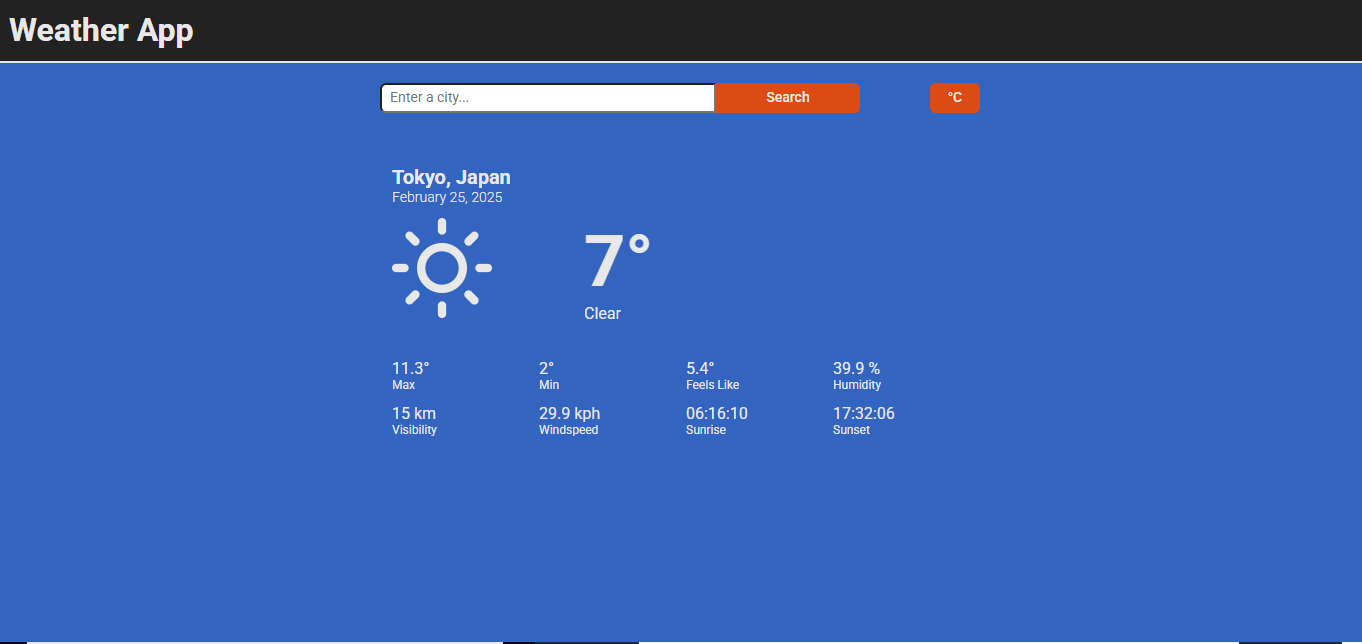 Weather App
Enter a city... Search °C
Tokyo, Japan
February 25, 2025
7°
Clear
11.3° 2° 5.4° 39.9 %
Max Min Feels Like Humidity
15 km 29.9 kph 06:16:10 17:32:06
Visibility Windspeed Sunrise Sunset